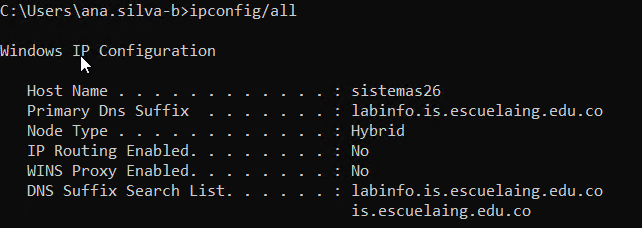 C:\Users\ana.silva-b>ipconfig/all
Windows IP Configuration
Host Name . . . . . . . . . . . . : sistemas26
Primary Dns Suffix  . . . . . . . : labinfo.is.escuelaing.edu.co
Node Type . . . . . . . . . . . . : Hybrid
IP Routing Enabled. . . . . . . . : No
WINS Proxy Enabled. . . . . . . . : No
DNS Suffix Search List. . . . . . : labinfo.is.escuelaing.edu.co
is.escuelaing.edu.co